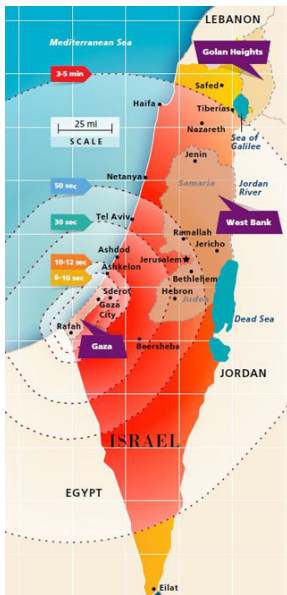 LEBANON
Mediterranean Sea
Golan Heights
3-5 min
Safed
Haifa
Tiberias
25 ml
SCALE
Nazareth
Sea of
Galilee
Jenin
Netanya
Samaria
50 sec
Jordan
River
Tel Aviv
30 sec
West Bank
Ramallah
Jericho
Ashdod
Jerusalem
10-12 sec
Ashkelon
6-10 sec
Bethlehem
Sderot
Hebron
Judea
Gaza
City
Dead Sea
Rafah
Gaza
Beersheba
JORDAN
ISRAEL
EGYPT
Eilat